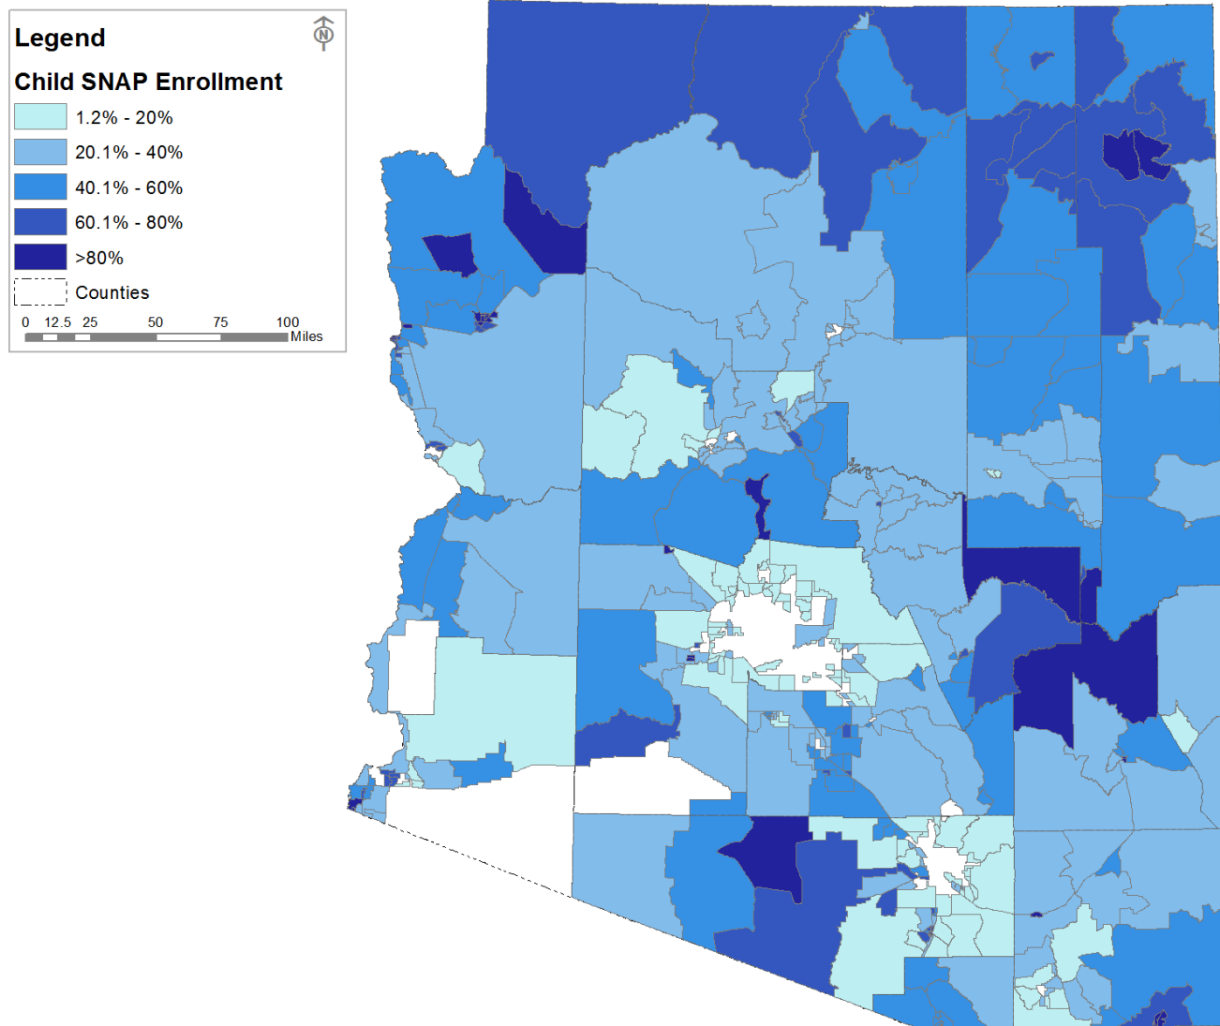 Legend
N
Child SNAP Enrollment
1.2% - 20%
20.1% - 40%
40.1% - 60%
60.1% - 80%
>80%
Counties
0 12.5 25 50 75 100
Miles